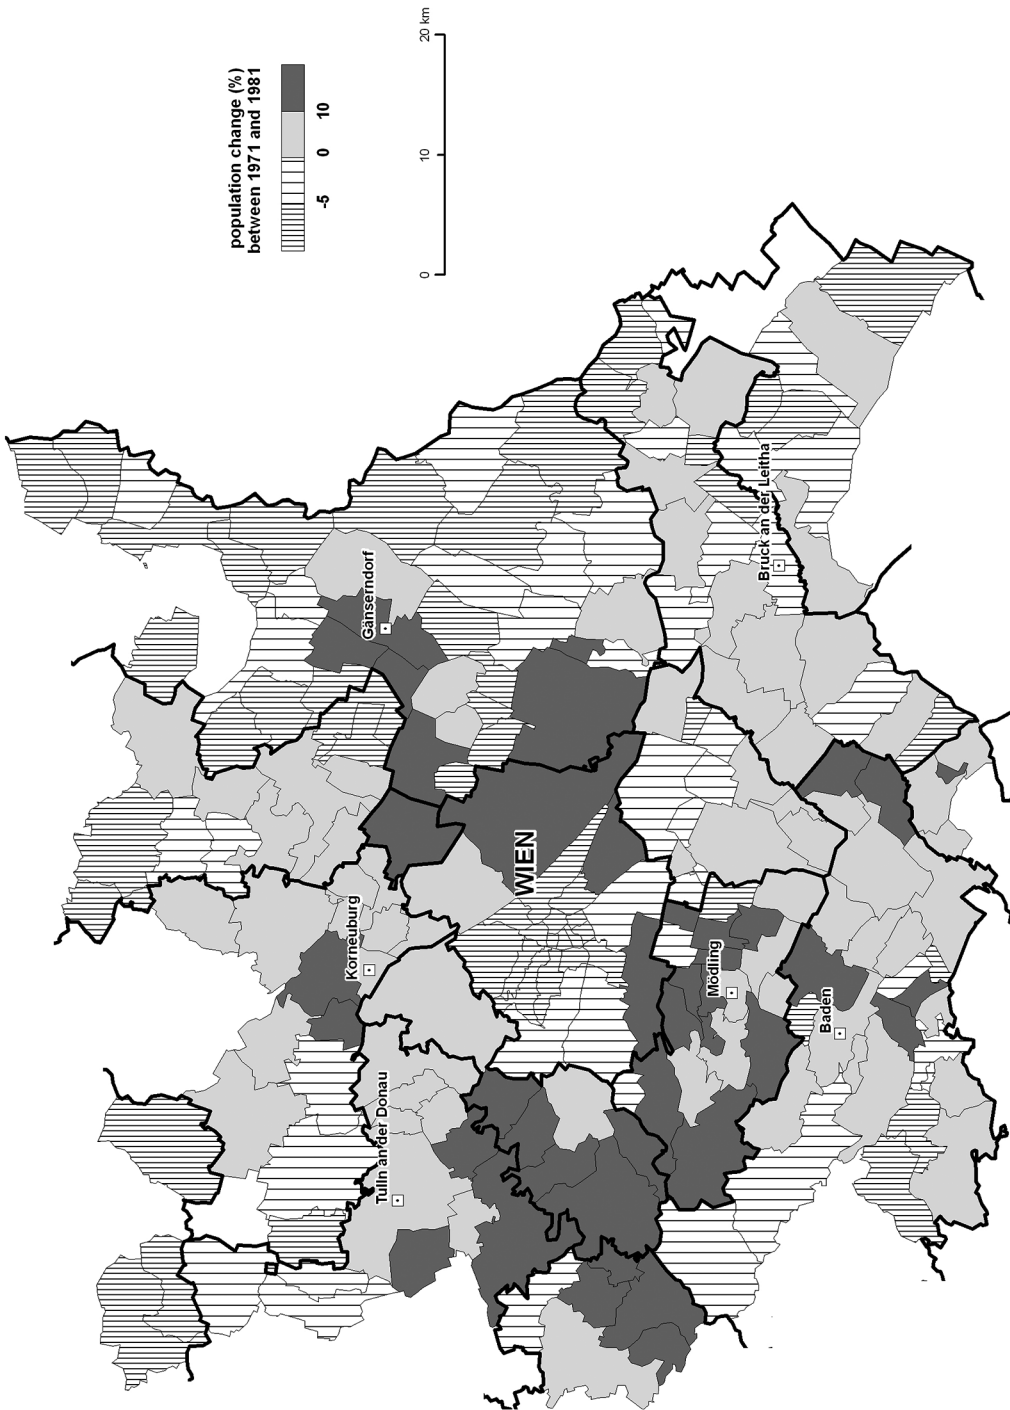 population change (%)
between 1971 and 1981
-5
0
10
0
10
20 km
Gänserndorf
Korneuburg
Tulln an der Donau
WIEN
Bruck an der Leitha
Mödling
Baden